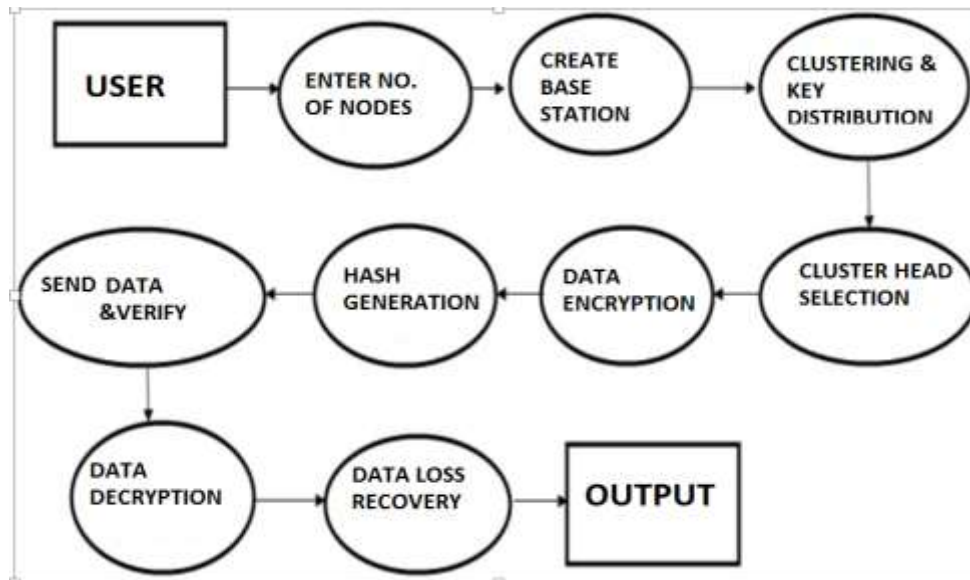 USER
ENTER NO.
OF NODES
CREATE
BASE
STATION
CLUSTERING &
KEY
DISTRIBUTION
CLUSTER HEAD
SELECTION
DATA
ENCRYPTION
HASH
GENERATION
SEND DATA
&VERIFY
DATA
DECRYPTION
DATA LOSS
RECOVERY
OUTPUT